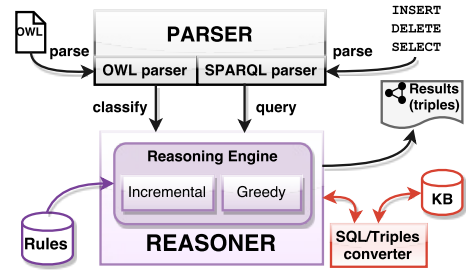 INSERT
DELETE
SELECT
OWL
parse
PARSER
parse
OWL parser
SPARQL parser
classify
query
Results
(triples)
Reasoning Engine
Incremental
Greedy
Rules
REASONER
KB
SQL/Triples
converter